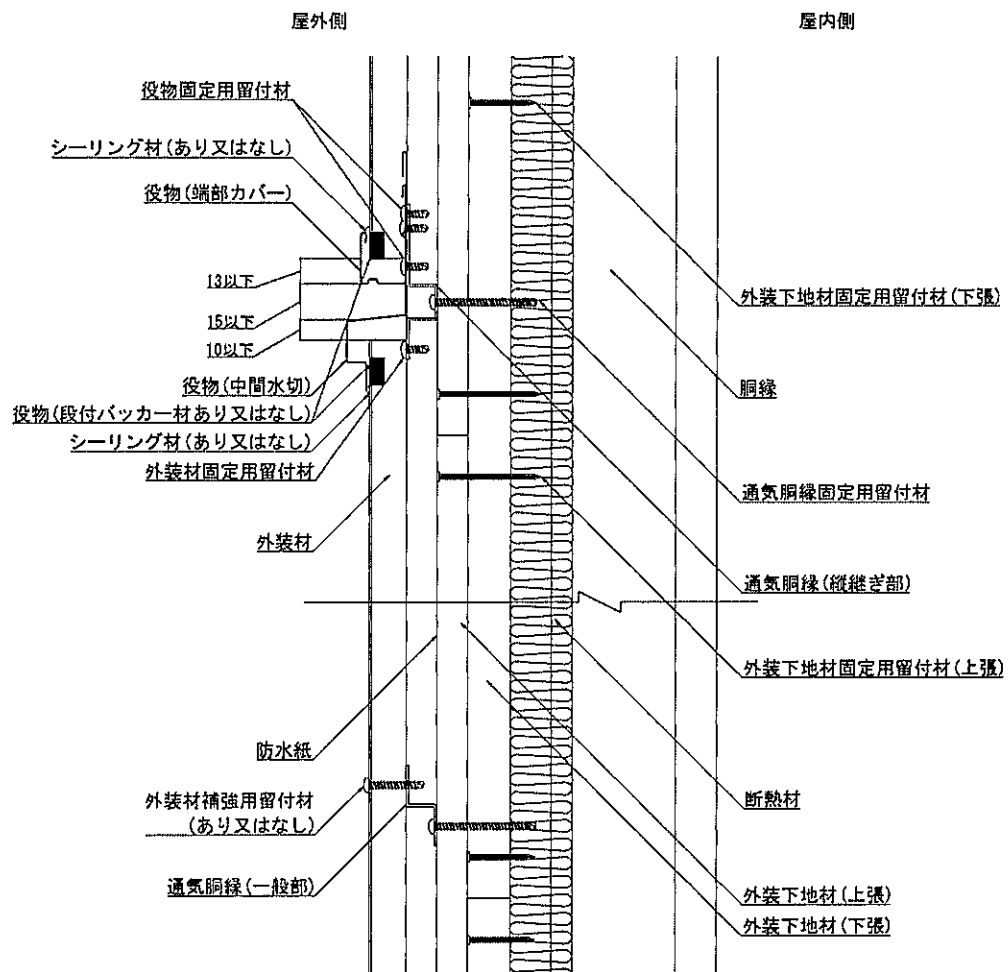 屋外側
屋内側
役物固定用留付材
シーリング材(あり又はなし)
役物(端部カバー)
13以下
15以下
10以下
役物(中間水切)
役物(段付バッカー材あり又はなし)
シーリング材(あり又はなし)
外装材固定用留付材
外装材
防水紙
外装材補強用留付材
(あり又はなし)
通気胴縁(一般部)
外装下地材固定用留付材(下張)
胴縁
通気胴縁固定用留付材
通気胴縁(縦継ぎ部)
外装下地材固定用留付材(上張)
断熱材
外装下地材(上張)
外装下地材(下張)